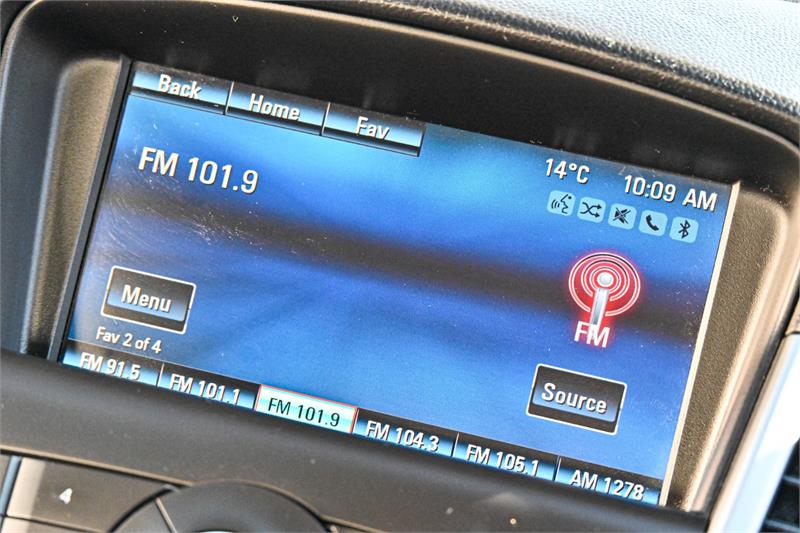 Back Home Fav
FM 101.9
14°C 10:09 AM
Menu
FM
Fav 2 of 4
Source
FM 91.5 FM 101.1 FM 101.9 FM 104.3 FM 105.1 AM 1278
4